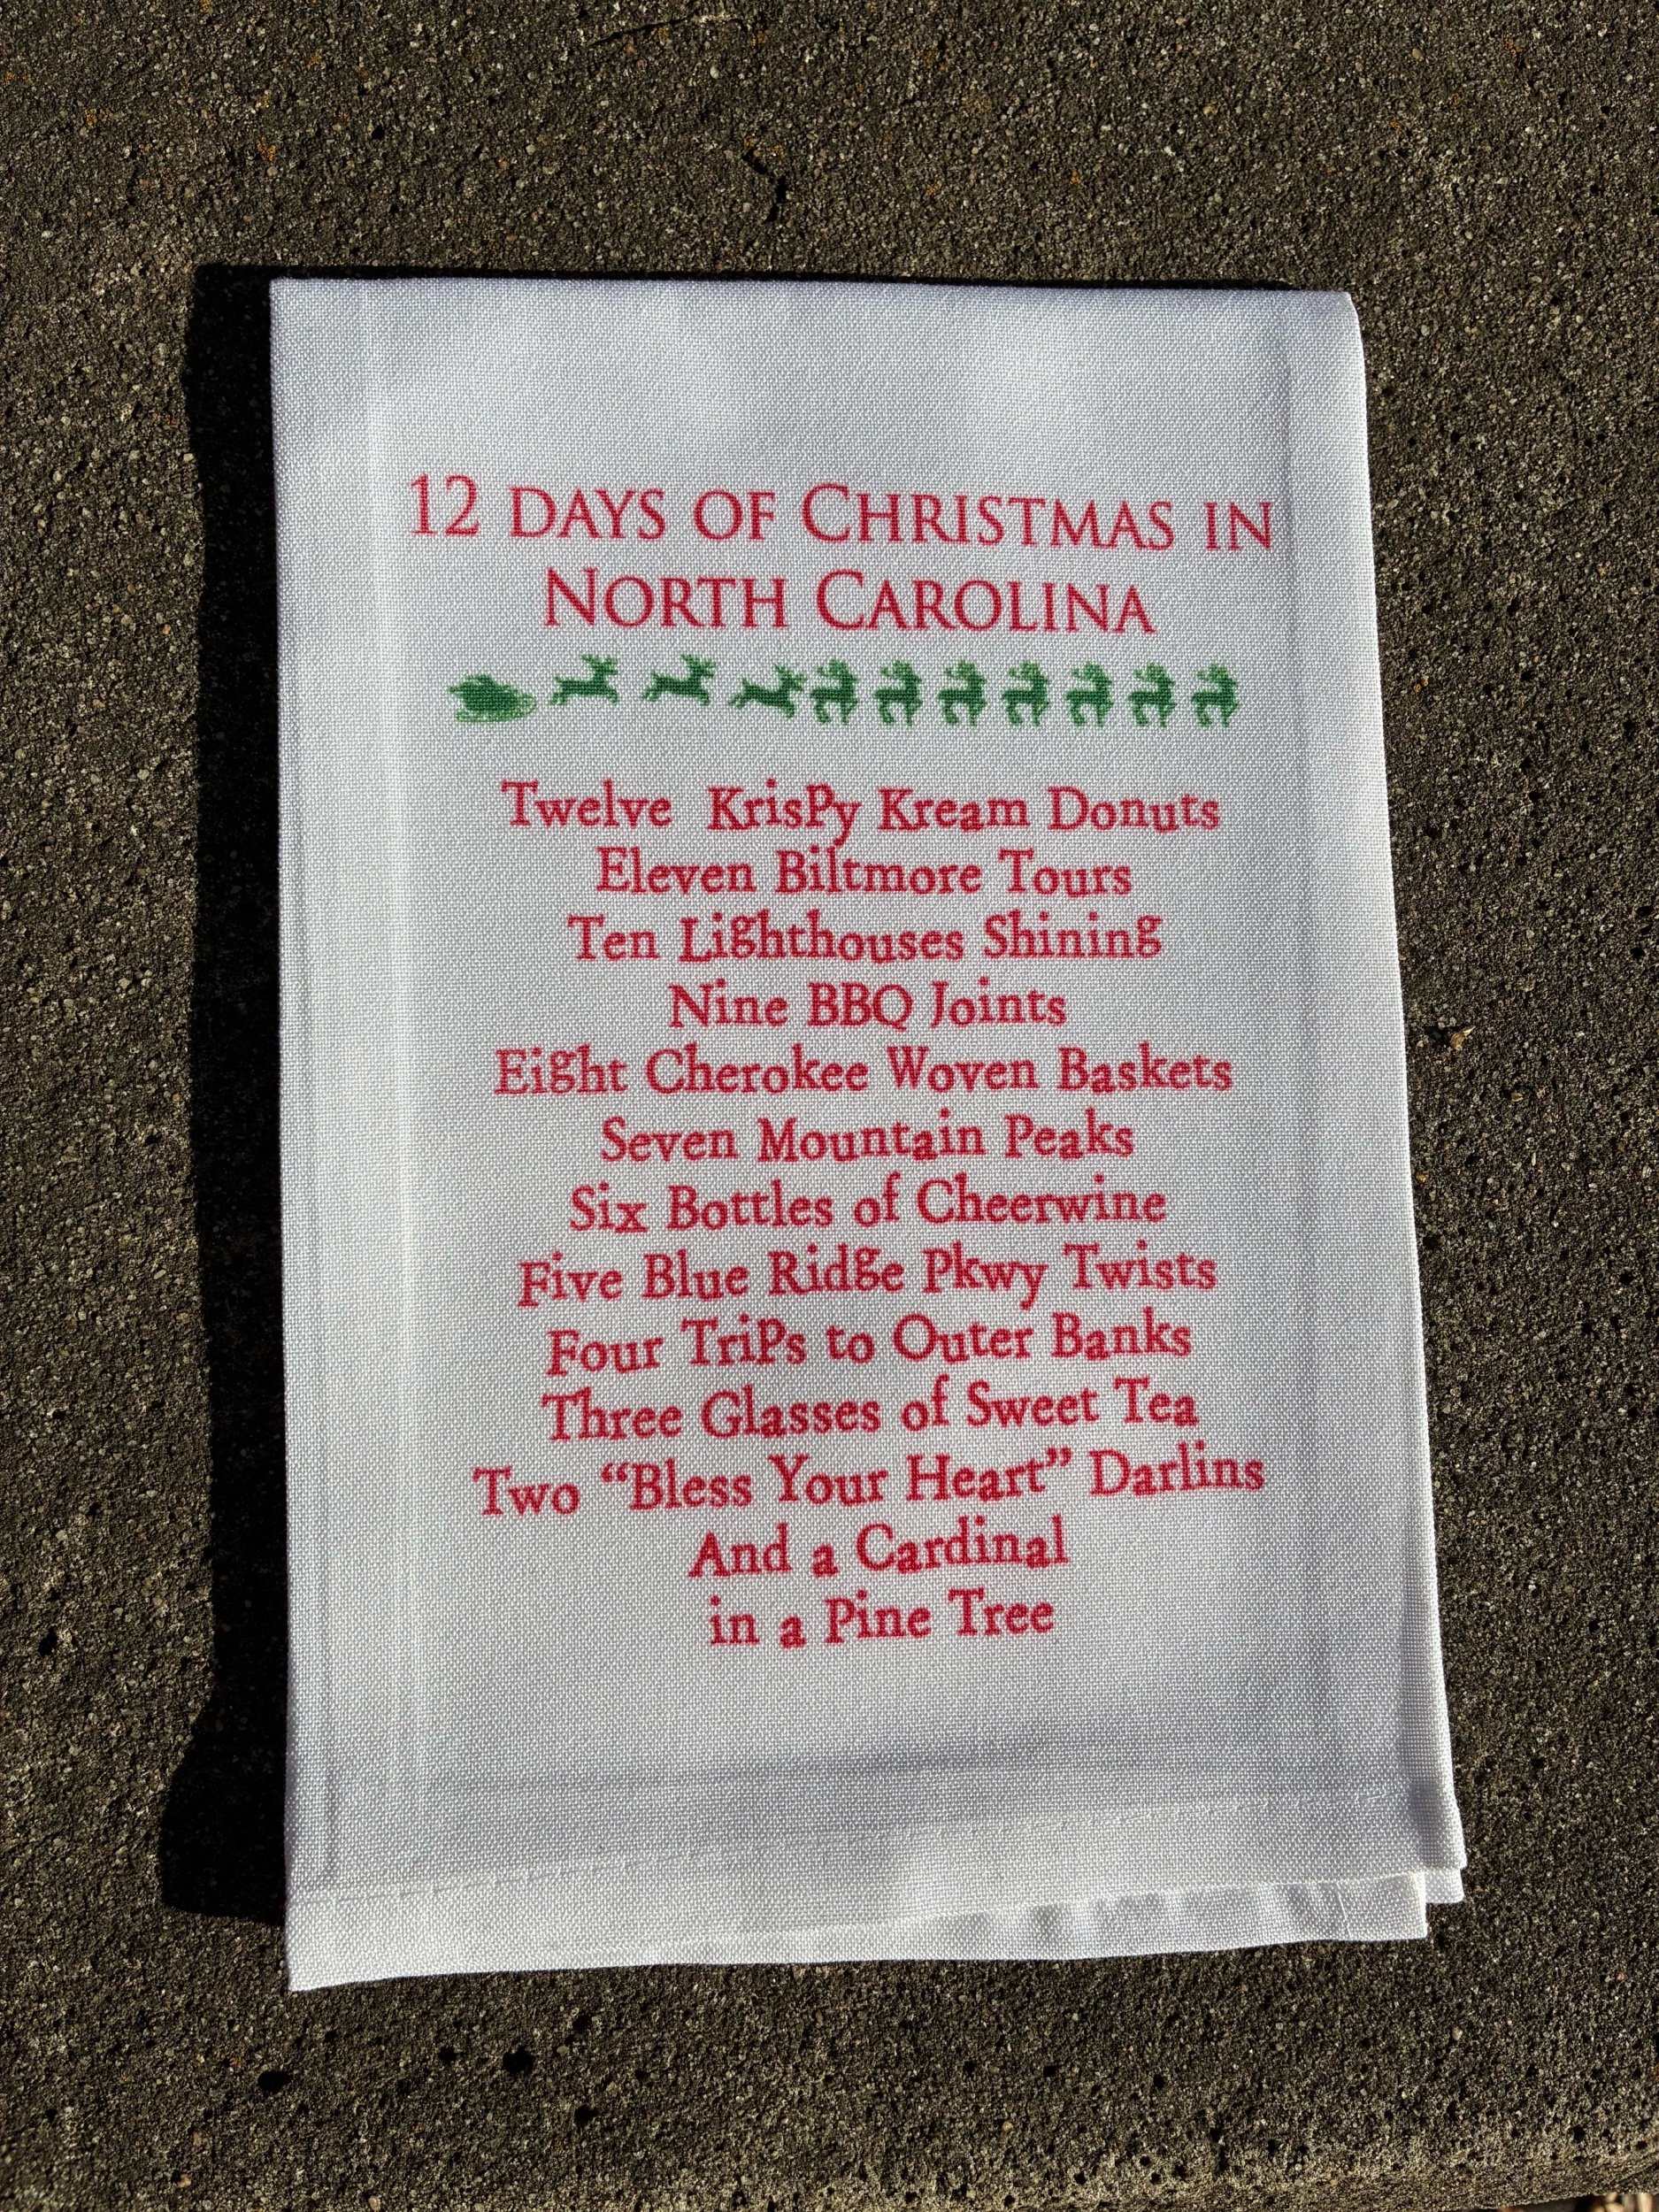 12 DAYS OF CHRISTMAS IN
NORTH CAROLINA
Twelve KrisPy Kream Donuts
Eleven Biltmore Tours
Ten Lighthouses Shining
Nine BBQ Joints
Eight Cherokee Woven Baskets
Seven Mountain Peaks
Six Bottles of Cheerwine
Five Blue Ridge Pkwy Twists
Four TriPs to Outer Banks
Three Glasses of Sweet Tea
Two “Bless Your Heart” Darlins
And a Cardinal
in a Pine Tree